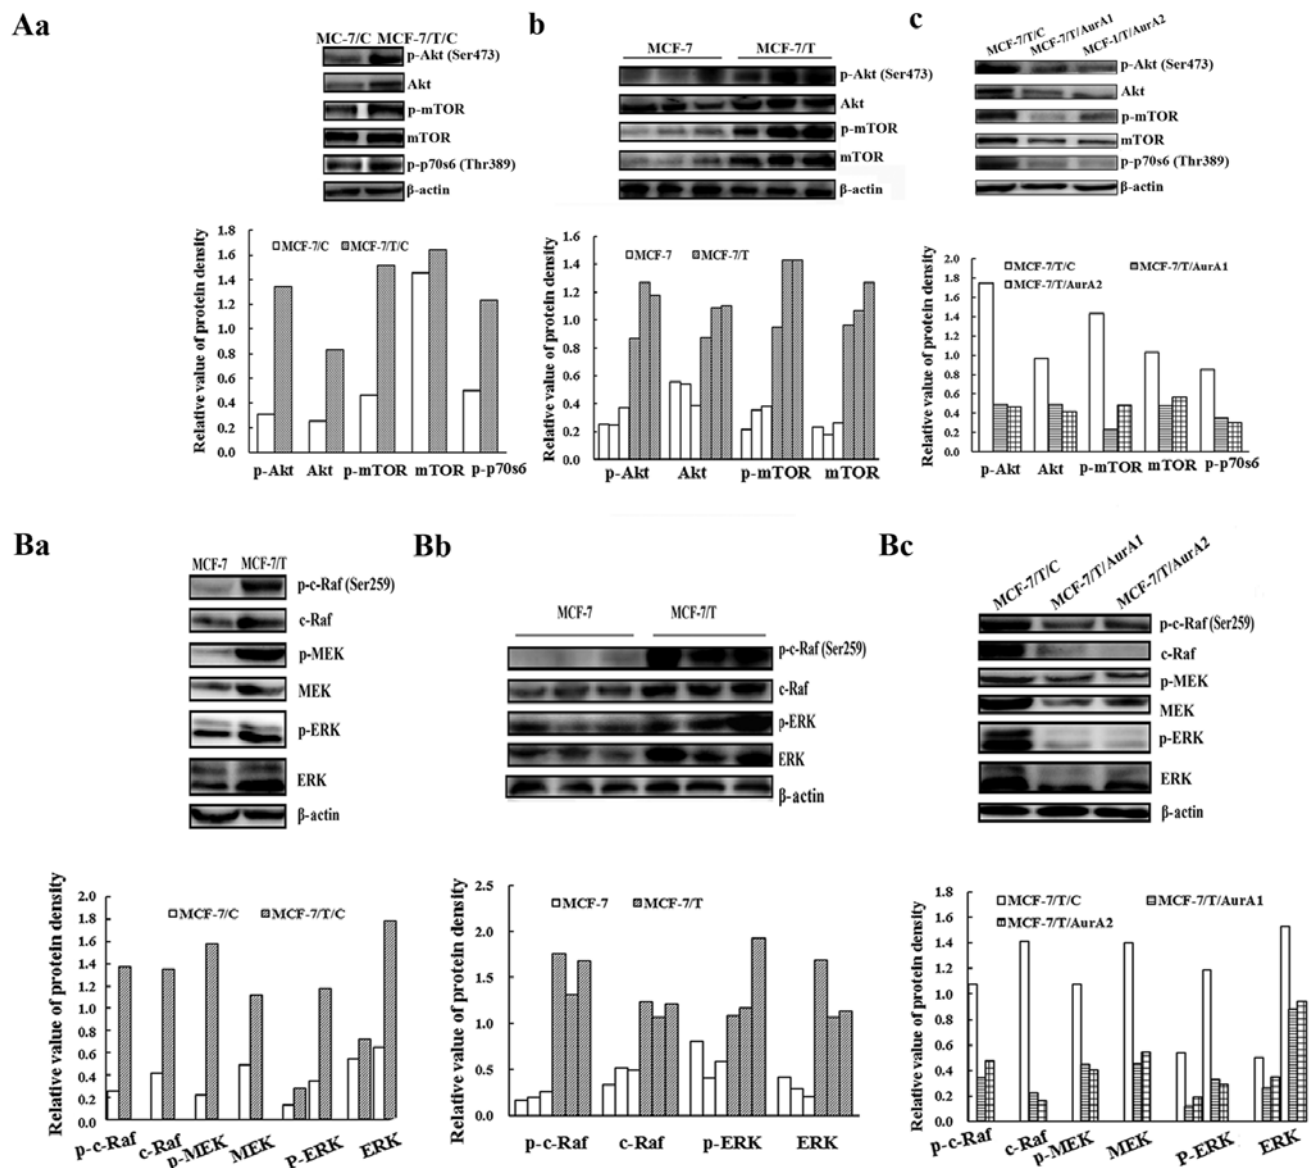 Aa
MC-7/C MCF-7/T/C
p-Akt (Ser473)
Akt
p-mTOR
mTOR
p-p70s6 (Thr389)
β-actin
Relative value of protein density
1.8
1.6
1.4
1.2
1.0
0.8
0.6
0.4
0.2
0.0
MCF-7/C MCF-7/T/C
p-Akt Akt p-mTOR mTOR p-p70s6
b
MCF-7 MCF-7/T
p-Akt (Ser473)
Akt
p-mTOR
mTOR
β-actin
Relative value of protein density
1.6
1.4
1.2
1.0
0.8
0.6
0.4
0.2
0.0
MCF-7 MCF-7/T
p-Akt Akt p-mTOR mTOR
c
MCF-7/T/C MCF-7/T/AurA1 MCF-1/T/AurA2
p-Akt (Ser473)
Akt
p-mTOR
mTOR
p-p70s6 (Thr389)
β-actin
Relative value of protein density
2.0
1.8
1.6
1.4
1.2
1.0
0.8
0.6
0.4
0.2
0.0
MCF-7/T/C MCF-7/T/AurA1
MCF-7/T/AurA2
p-Akt Akt p-mTOR mTOR p-p70s6
Ba
MCF-7 MCF-7/T
p-c-Raf (Ser259)
c-Raf
p-MEK
MEK
p-ERK
ERK
β-actin
Relative value of protein density
2.0
1.8
1.6
1.4
1.2
1.0
0.8
0.6
0.4
0.2
0.0
MCF-7/C MCF-7/T/C
p-c-Raf c-Raf p-MEK MEK P-ERK ERK
Bb
MCF-7 MCF-7/T
p-c-Raf (Ser259)
c-Raf
p-ERK
ERK
β-actin
Relative value of protein density
2.5
2.0
1.5
1.0
0.5
0.0
MCF-7 MCF-7/T
p-c-Raf c-Raf p-ERK ERK
Bc
MCF-7/T/C MCF-7/T/AurA1 MCF-7/T/AurA2
p-c-Raf (Ser259)
c-Raf
p-MEK
MEK
p-ERK
ERK
β-actin
Relative value of protein density
1.8
1.6
1.4
1.2
1.0
0.8
0.6
0.4
0.2
0.0
MCF-7/T/C MCF-7/T/AurA1
MCF-7/T/AurA2
p-c-Raf c-Raf p-MEK MEK P-ERK ERK